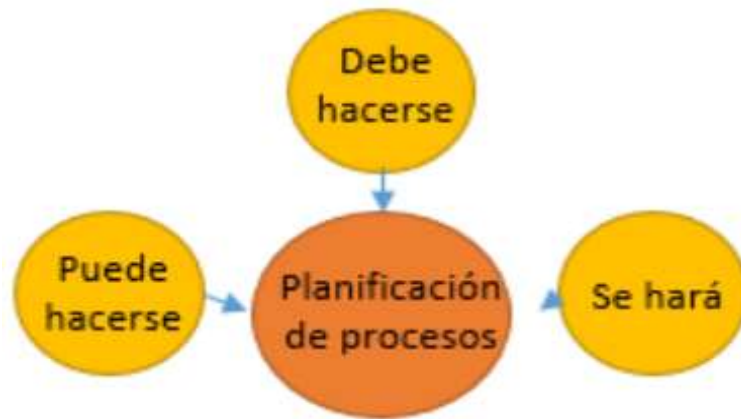 Debe
hacerse
Puede
hacerse
Planificación
de procesos
Se hará